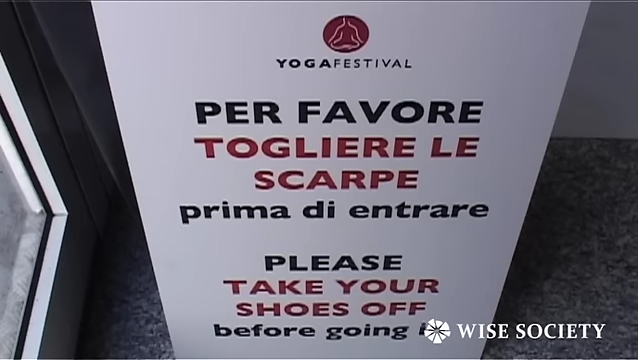 YOGAFESTIVAL
PER FAVORE
TOGLIERE LE
SCARPE
prima di entrare
PLEASE
TAKE YOUR
SHOES OFF
before going
WISE SOCIETY